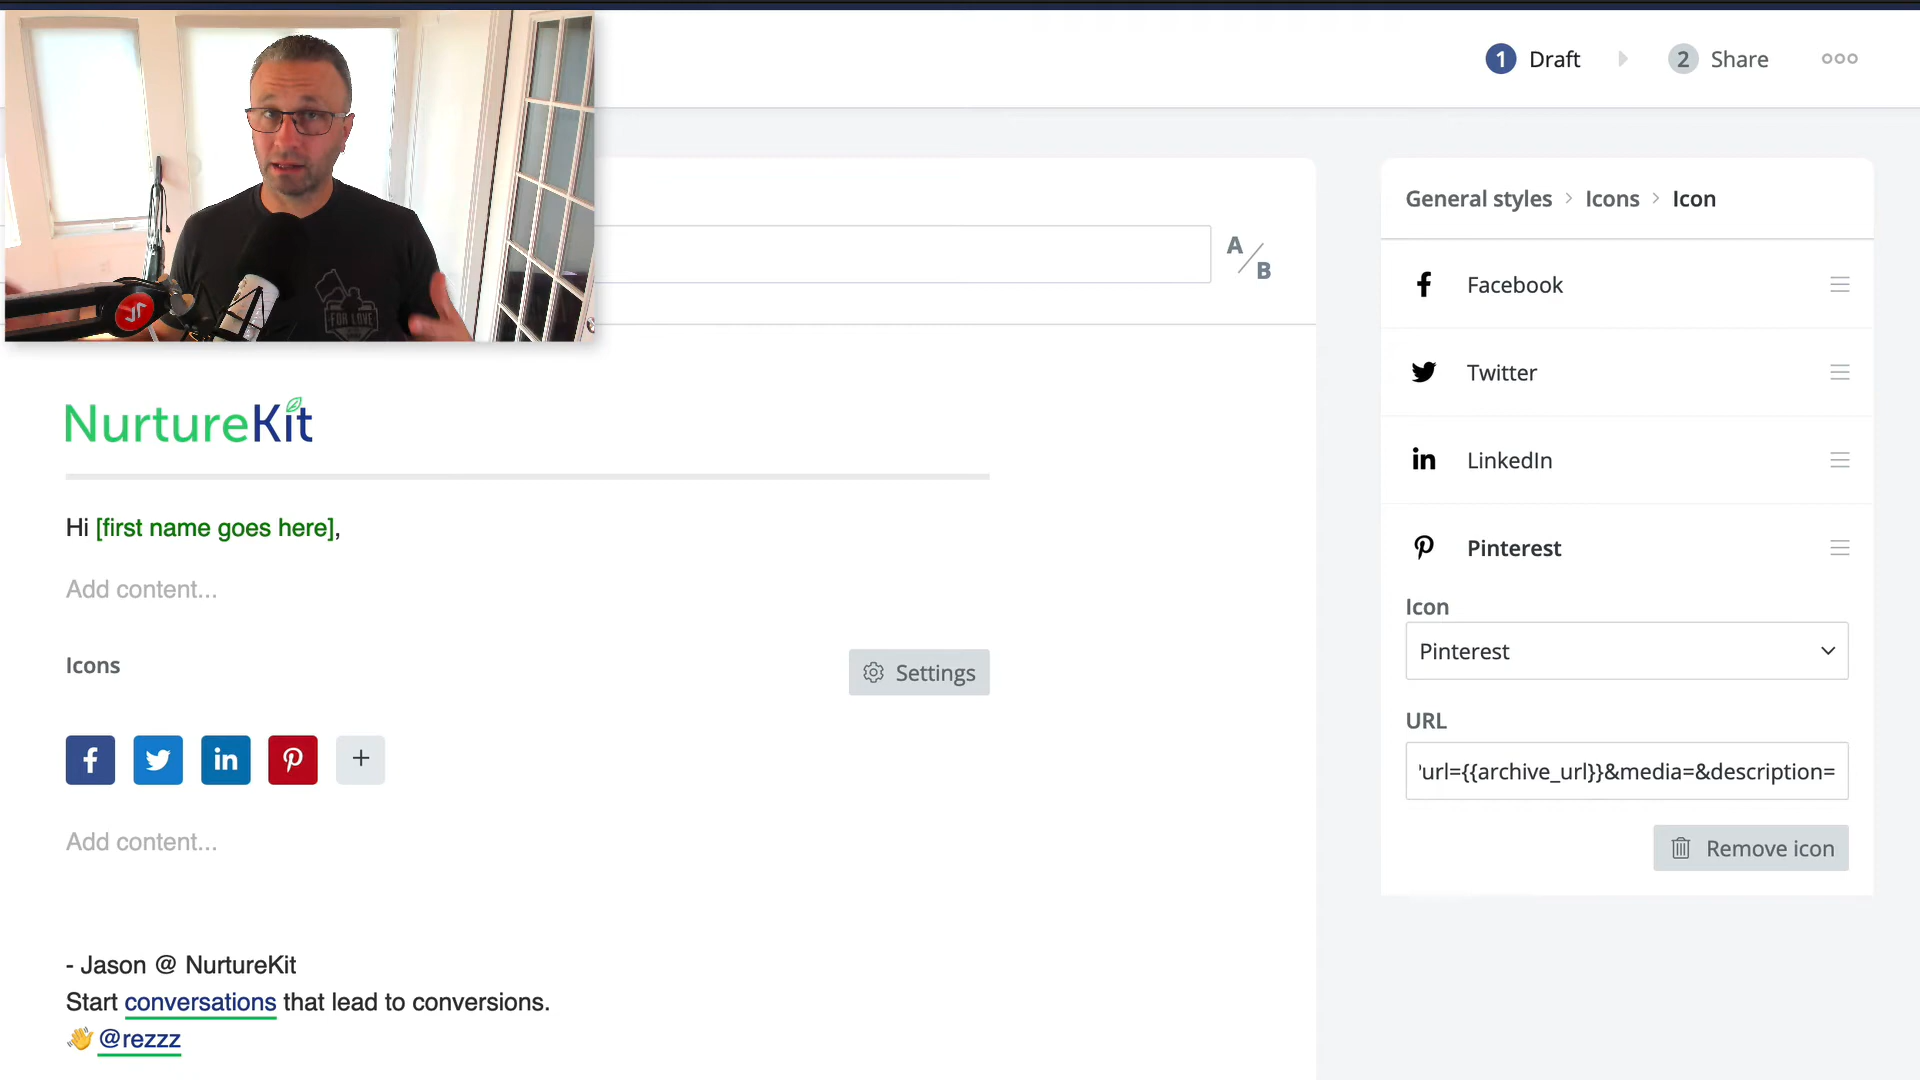 1 Draft
2 Share
A/B
General styles > Icons > Icon
Facebook
Twitter
LinkedIn
Pinterest
Icon
Pinterest
URL
'url={{archive_url}}&media=&description=
Remove icon
FOR LOVE
NurtureKit
Hi [first name goes here],
Add content...
Icons
Settings
Add content...
- Jason @ NurtureKit
Start conversations that lead to conversions.
👋 @rezzz